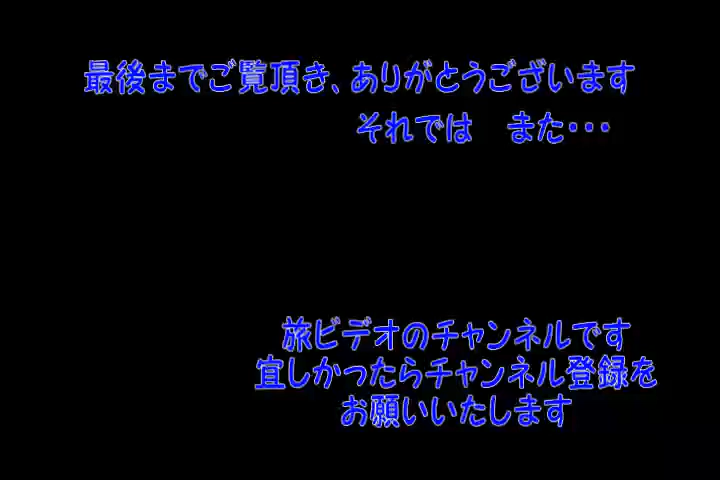 最後までご覧頂き、ありがとうございます
それでは　また・・・
旅ビデオのチャンネルです
宜しかったらチャンネル登録を
お願いいたします